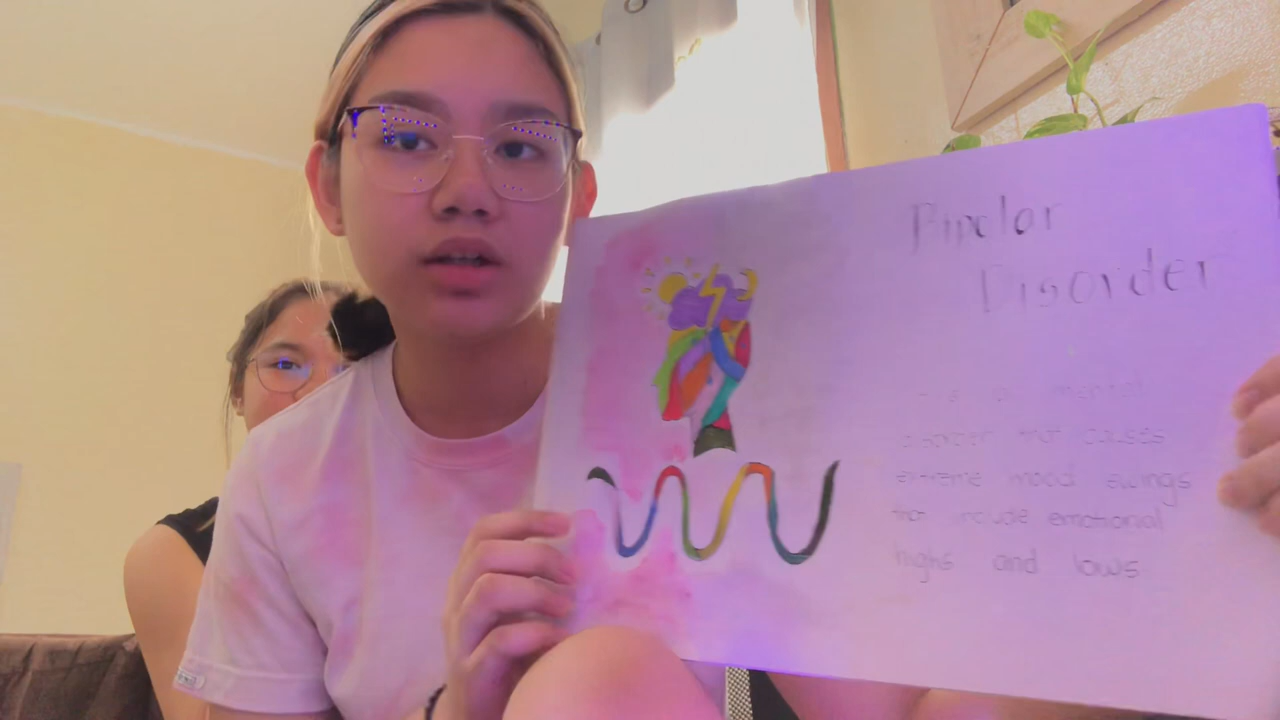 Bipolar
Disorder
- is a mental
disorder that causes
extreme mood swings
that include emotional
highs and lows